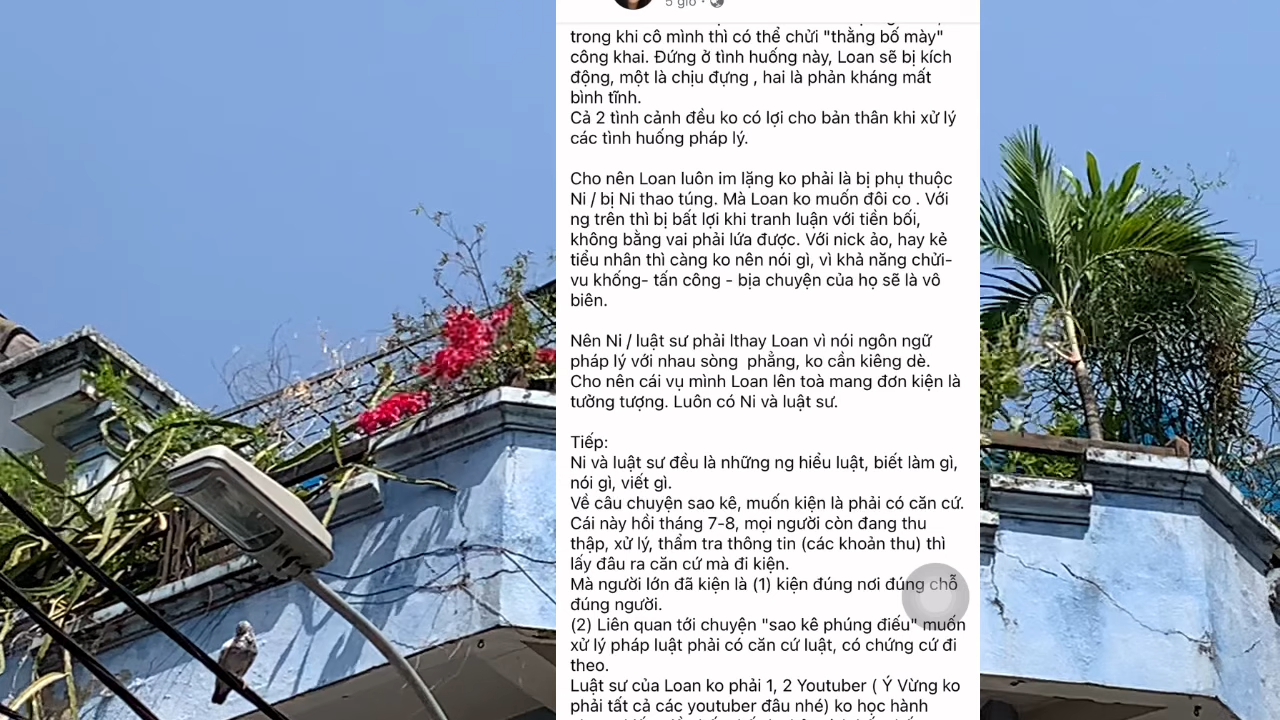 5 giờ
trong khi cô mình thì có thể chửi "thằng bố mày"
công khai. Đứng ở tình huống này, Loan sẽ bị kích
động, một là chịu đựng , hai là phản kháng mất
bình tĩnh.
Cả 2 tình cảnh đều ko có lợi cho bản thân khi xử lý
các tình huống pháp lý.
Cho nên Loan luôn im lặng ko phải là bị phụ thuộc
Ni / bị Ni thao túng. Mà Loan ko muốn đôi co . Với
ng trên thì bị bất lợi khi tranh luận với tiền bối,
không bằng vai phải lứa được. Với nick ảo, hay kẻ
tiểu nhân thì càng ko nên nói gì, vì khả năng chửi-
vu khống- tấn công - bịa chuyện của họ sẽ là vô
biên.
Nên Ni / luật sư phải lthay Loan vì nói ngôn ngữ
pháp lý với nhau sòng phẳng, ko cần kiêng dè.
Cho nên cái vụ mình Loan lên toà mang đơn kiện là
tưởng tượng. Luôn có Ni và luật sư.
Tiếp:
Ni và luật sư đều là những ng hiểu luật, biết làm gì,
nói gì, viết gì.
Về câu chuyện sao kê, muốn kiện là phải có căn cứ.
Cái này hồi tháng 7-8, mọi người còn đang thu
thập, xử lý, thẩm tra thông tin (các khoản thu) thì
lấy đâu ra căn cứ mà đi kiện.
Mà người lớn đã kiện là (1) kiện đúng nơi đúng chỗ
đúng người.
(2) Liên quan tới chuyện "sao kê phúng điếu" muốn
xử lý pháp luật phải có căn cứ luật, có chứng cứ đi
theo.
Luật sư của Loan ko phải 1, 2 Youtuber ( Ý Vừng ko
phải tất cả các youtuber đâu nhé) ko học hành